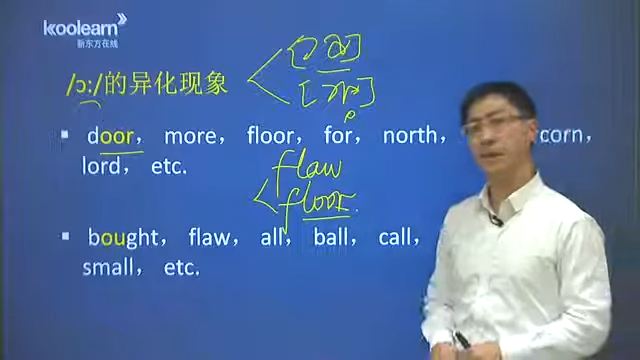 koolearn
新东方在线
/ɔ:/的异化现象
▪ door， more， floor， for， north， corn，
lord， etc.
flaw
floor
▪ bought， flaw， all， ball， call，
small， etc.